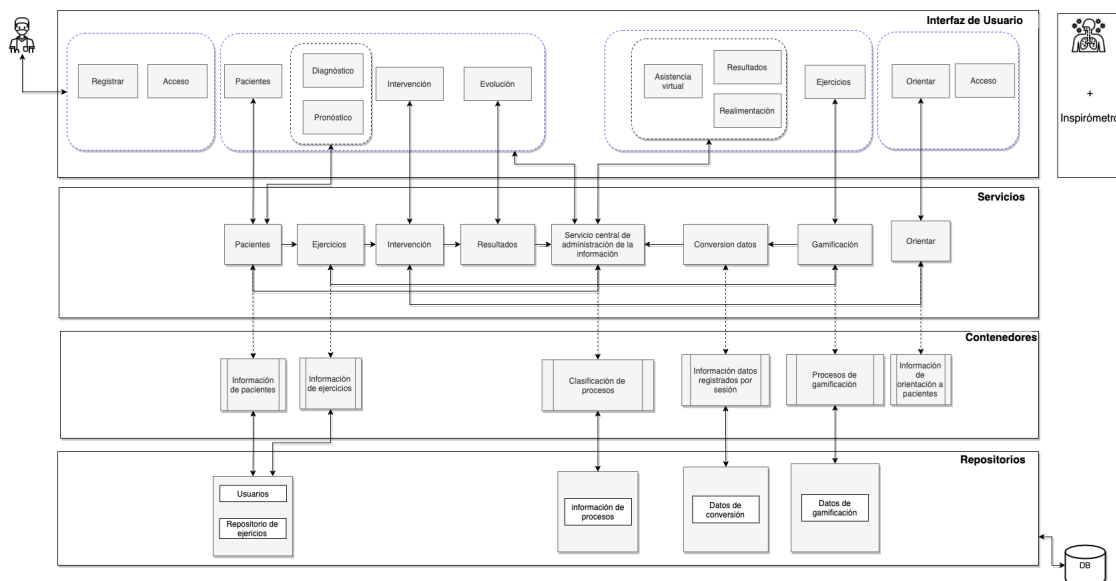 Interfaz de Usuario
Registrar
Acceso
Pacientes
Diagnóstico
Pronóstico
Intervención
Evolución
Asistencia
virtual
Resultados
Realimentación
Ejercicios
Orientar
Acceso
+
Inspirómetro
Servicios
Pacientes
Ejercicios
Intervención
Resultados
Servicio central de
administración de la
información
Conversion datos
Gamificación
Orientar
Contenedores
Información
de pacientes
Información
de ejercicios
Clasificación de
procesos
Información datos
registrados por
sesión
Procesos de
gamificación
Información
de
orientación a
pacientes
Repositorios
Usuarios
Repositorio de
ejericios
información de
procesos
Datos de
conversión
Datos de
gamificación
DB